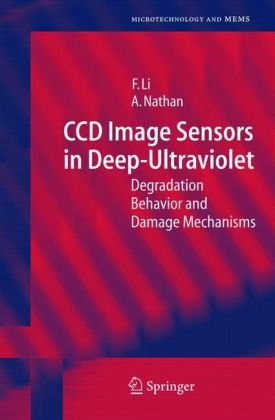 MICROTECHNOLOGY AND MEMS
F. Li
A. Nathan
CCD Image Sensors
in Deep-Ultraviolet
Degradation
Behavior and
Damage Mechanisms
Springer